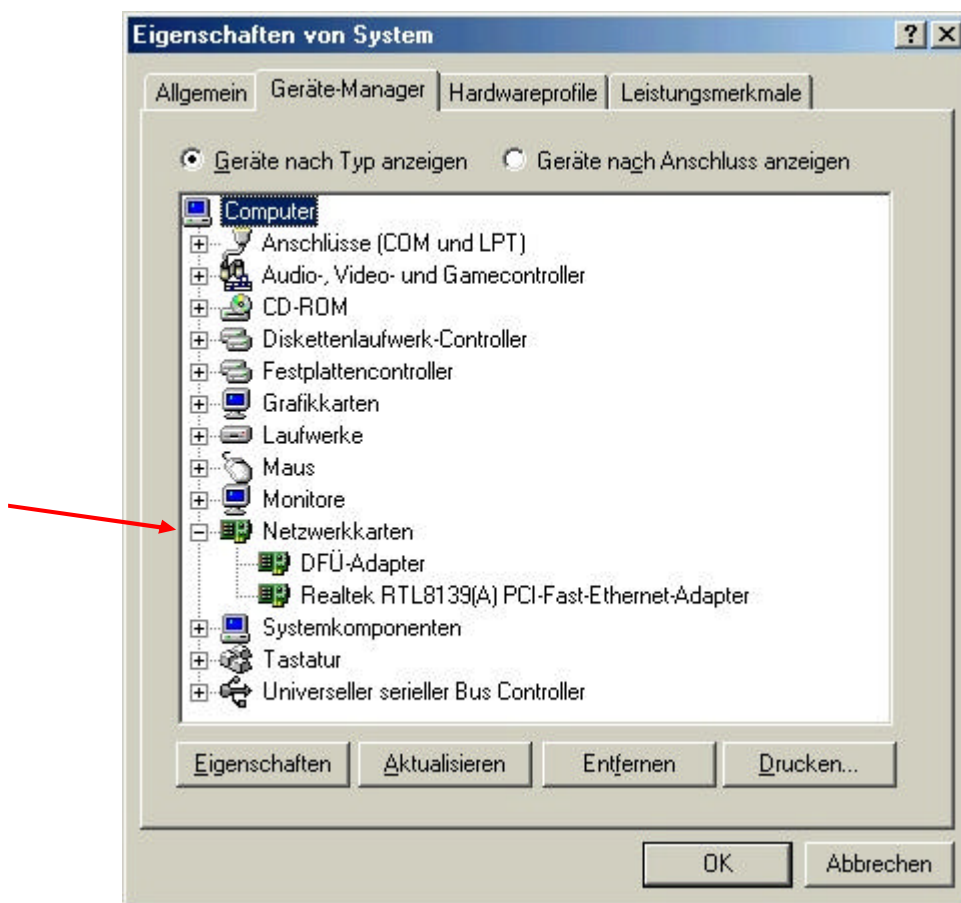 Eigenschaften von System
Allgemein Geräte-Manager Hardwareprofile Leistungsmerkmale
Geräte nach Typ anzeigen Geräte nach Anschluss anzeigen
Computer
Anschlüsse (COM und LPT)
Audio-, Video- und Gamecontroller
CD-ROM
Diskettenlaufwerk-Controller
Festplattencontroller
Grafikkarten
Laufwerke
Maus
Monitore
Netzwerkkarten
DFÜ-Adapter
Realtek RTL8139(A) PCI-Fast-Ethernet-Adapter
Systemkomponenten
Tastatur
Universeller serieller Bus Controller
Eigenschaften Aktualisieren Entfernen Drucken...
OK Abbrechen